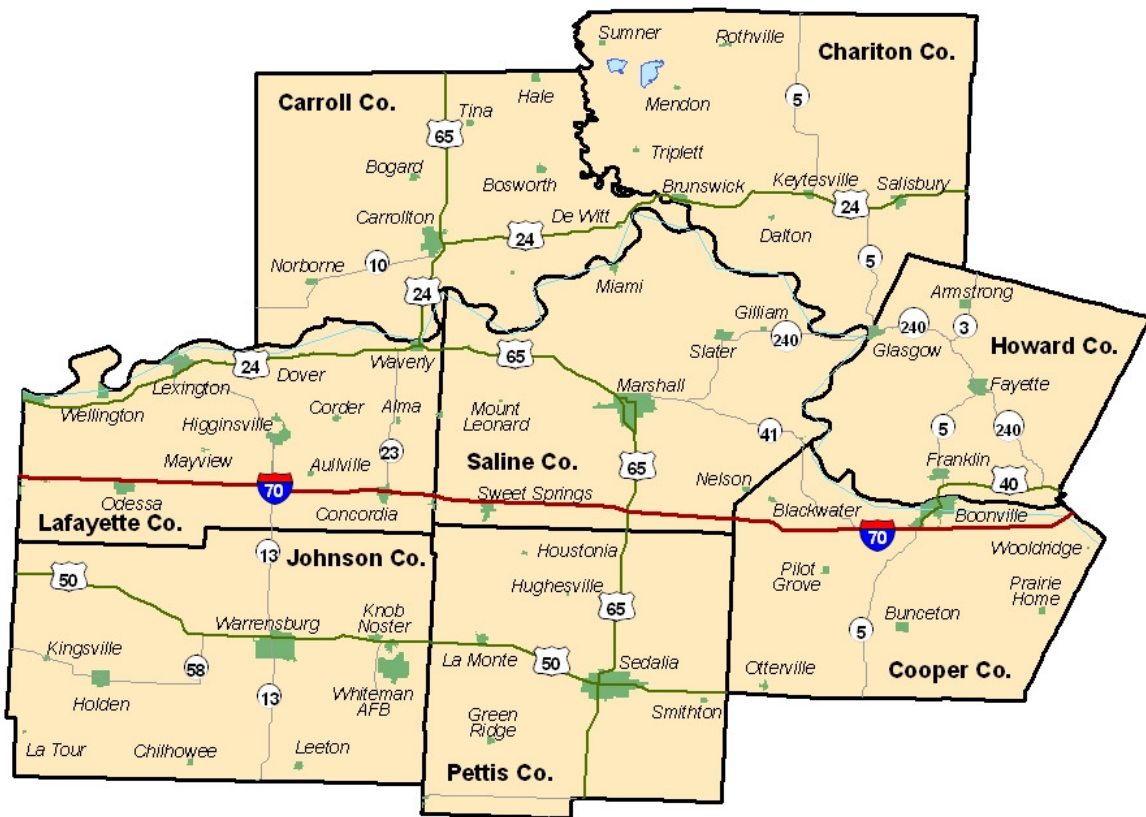 Sumner
Rothville
Chariton Co.
Carroll Co.
Hale
5
Mendon
Tina
65
Triplett
Bogard
Bosworth
Brunswick
Keytesville
Salisbury
24
Carrollton
De Witt
24
Dalton
Norborne
10
5
Miami
24
Armstrong
Gilliam
240
240
3
Slater
Glasgow
Howard Co.
Waverly
65
24
Dover
Lexington
Marshall
Fayette
Wellington
Higginsville
Corder
Alma
Mount
Leonard
41
5
240
Mayview
Aullville
23
Saline Co.
65
Nelson
Franklin
40
70
Odessa
Sweet Springs
Concordia
Blackwater
Boonville
Lafayette Co.
70
Wooldridge
13
Johnson Co.
Houstonia
50
Hughesville
Pilot
Grove
Prairie
Home
65
Bunceton
Warrensburg
Knob
Noster
5
Kingsville
58
La Monte
50
Sedalia
Otterville
Cooper Co.
Holden
13
Whiteman
AFB
Smithton
Green
Ridge
La Tour
Chilhowee
Leeton
Pettis Co.